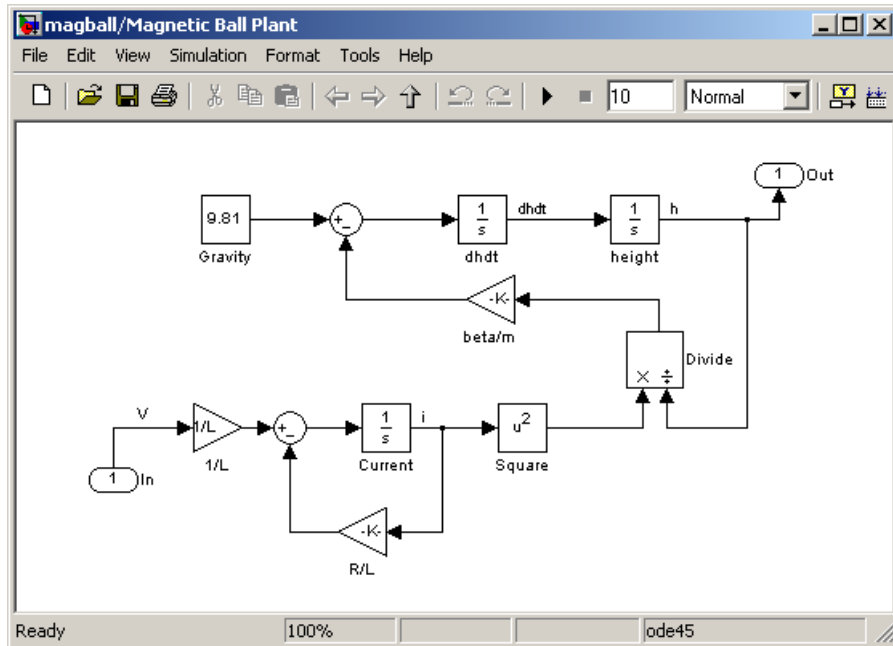 magball/Magnetic Ball Plant
File Edit View Simulation Format Tools Help
10 Normal
1 Out
9.81
Gravity
+
-
1
s
dhdt
dhdt
1
s
height
h
-K-
beta/m
× ÷
Divide
V
1/L
1/L
1
In
+
-
1
s
Current
i
u2
Square
-K-
R/L
Ready 100% ode45